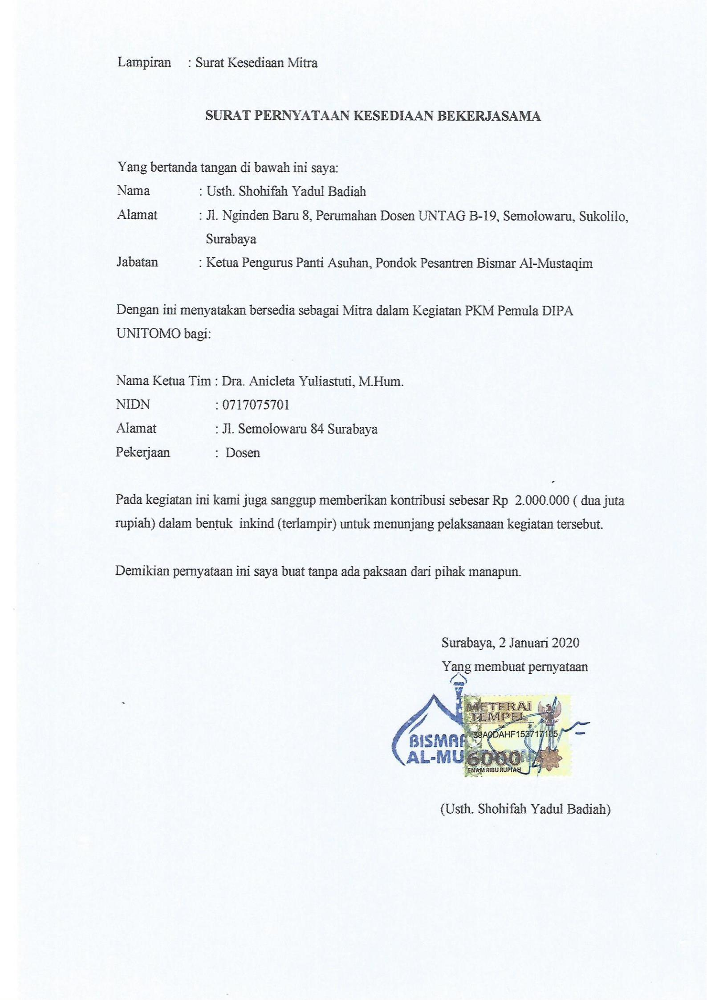 Lampiran : Surat Kesediaan Mitra
SURAT PERNYATAAN KESEDIAAN BEKERJASAMA
Yang bertanda tangan di bawah ini saya:
Nama : Usth. Shohifah Yadul Badiah
Alamat : Jl. Nginden Baru 8, Perumahan Dosen UNTAG B-19, Semolowaru, Sukolilo,
Surabaya
Jabatan : Ketua Pengurus Panti Asuhan, Pondok Pesantren Bismar Al-Mustaqim
Dengan ini menyatakan bersedia sebagai Mitra dalam Kegiatan PKM Pemula DIPA
UNITOMO bagi:
Nama Ketua Tim : Dra. Anicleta Yuliastuti, M.Hum.
NIDN : 0717075701
Alamat : Jl. Semolowaru 84 Surabaya
Pekerjaan : Dosen
Pada kegiatan ini kami juga sanggup memberikan kontribusi sebesar Rp 2.000.000 ( dua juta
rupiah) dalam bentuk inkind (terlampir) untuk menunjang pelaksanaan kegiatan tersebut.
Demikian pernyataan ini saya buat tanpa ada paksaan dari pihak manapun.
Surabaya, 2 Januari 2020
Yang membuat pernyataan
METERAI
TEMPEL
39A0DAHF153717105
6000
ENAM RIBU RUPIAH
(Usth. Shohifah Yadul Badiah)